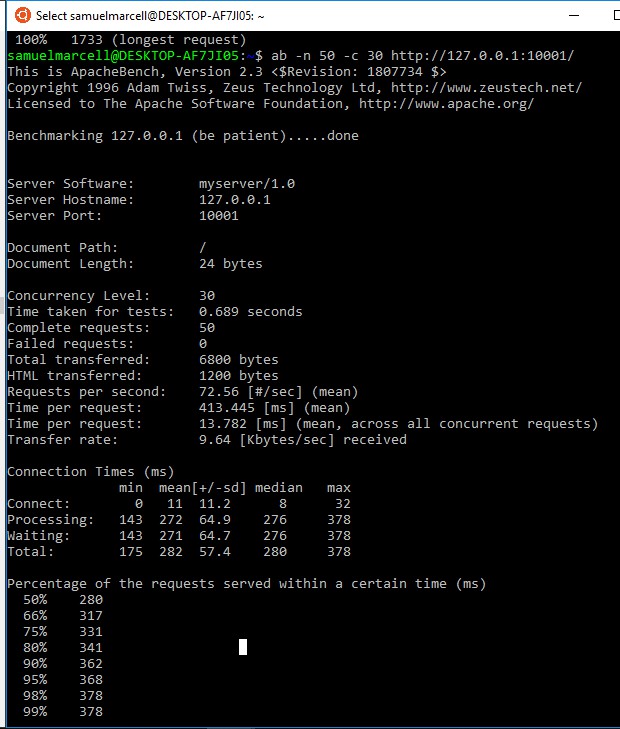 Select samuelmarcell@DESKTOP-AF7JI05: ~
100% 1733 (longest request)
samuelmarcell@DESKTOP-AF7JI05:~$ ab -n 50 -c 30 http://127.0.0.1:10001/
This is ApacheBench, Version 2.3 <$Revision: 1807734 $>
Copyright 1996 Adam Twiss, Zeus Technology Ltd, http://www.zeustech.net/
Licensed to The Apache Software Foundation, http://www.apache.org/
Benchmarking 127.0.0.1 (be patient).....done
Server Software: myserver/1.0
Server Hostname: 127.0.0.1
Server Port: 10001
Document Path: /
Document Length: 24 bytes
Concurrency Level: 30
Time taken for tests: 0.689 seconds
Complete requests: 50
Failed requests: 0
Total transferred: 6800 bytes
HTML transferred: 1200 bytes
Requests per second: 72.56 [#/sec] (mean)
Time per request: 413.445 [ms] (mean)
Time per request: 13.782 [ms] (mean, across all concurrent requests)
Transfer rate: 9.64 [Kbytes/sec] received
Connection Times (ms)
min mean[+/-sd] median max
Connect: 0 11 11.2 8 32
Processing: 143 272 64.9 276 378
Waiting: 143 271 64.7 276 378
Total: 175 282 57.4 280 378
Percentage of the requests served within a certain time (ms)
50% 280
66% 317
75% 331
80% 341
90% 362
95% 368
98% 378
99% 378